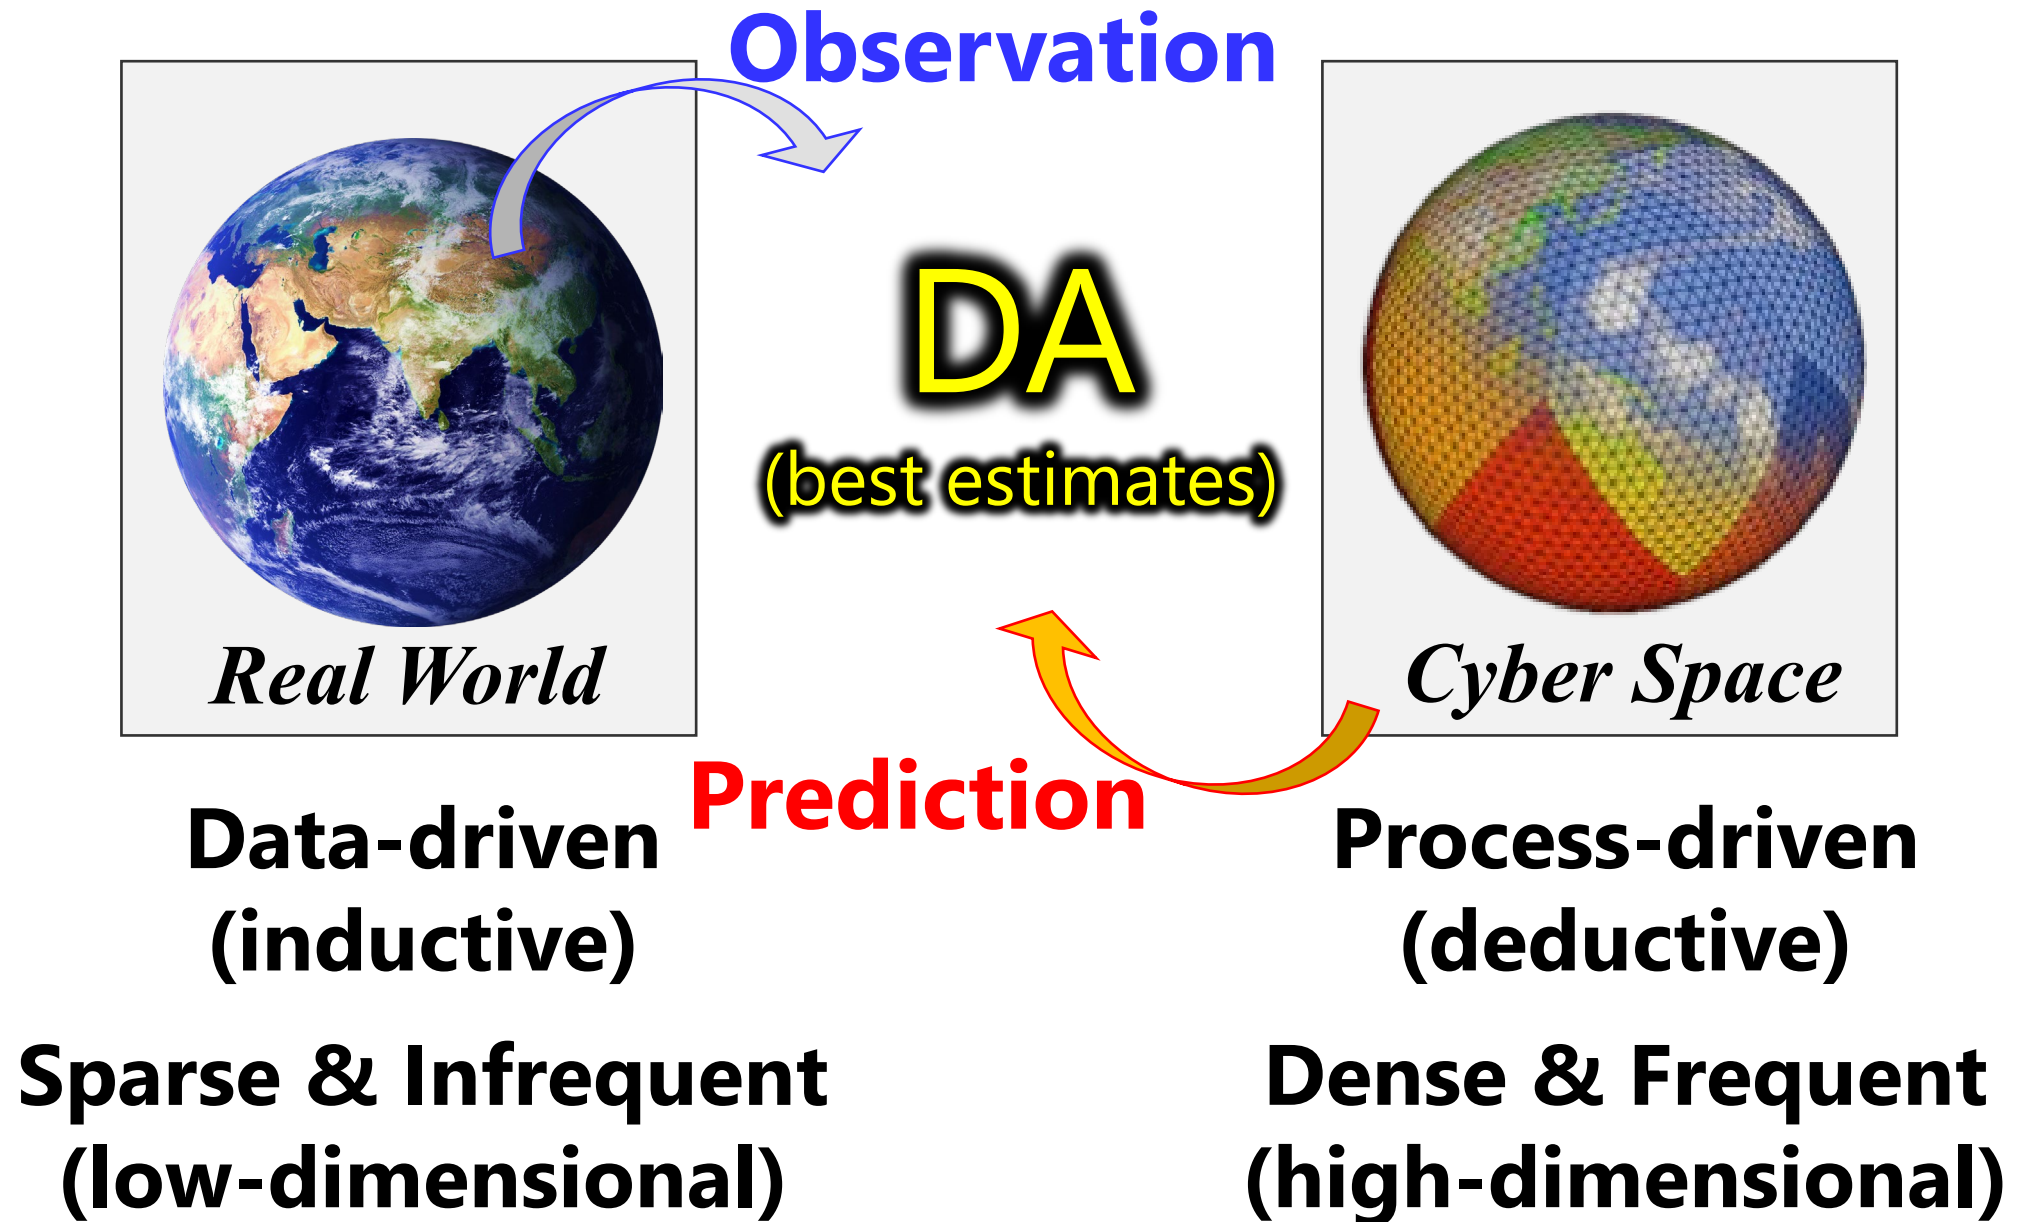 Observation
DA
(best estimates)
Real World
Cyber Space
Prediction
Data-driven
(inductive)
Process-driven
(deductive)
Sparse & Infrequent
(low-dimensional)
Dense & Frequent
(high-dimensional)